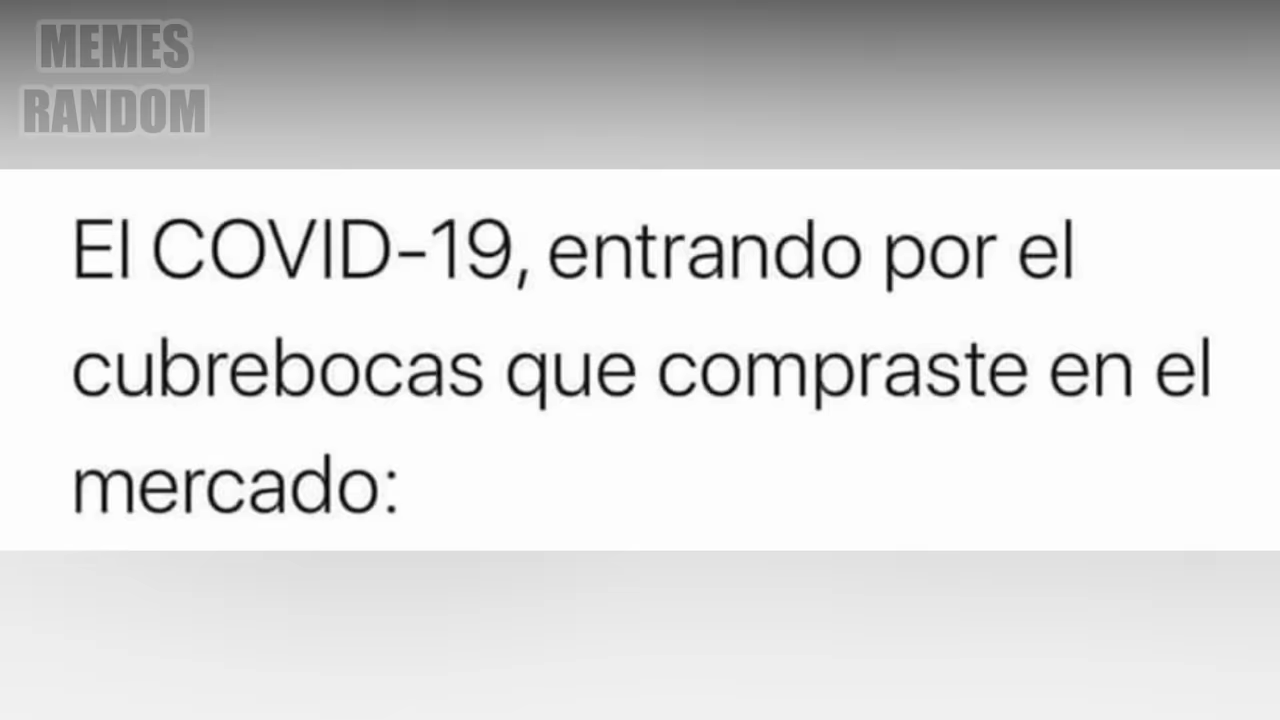 MEMES
RANDOM
El COVID-19, entrando por el
cubrebocas que compraste en el
mercado: